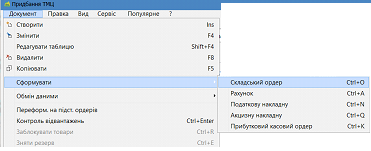 Придбання ТМЦ
Документ Правка Вид Сервіс Популярне ?
Створити Ins
Змінити F4
Редагувати таблицю Shift+F4
Видалити F8
Копіювати F5
Сформувати
Обмін даними
Переформ. на підст. ордерів
Контроль відвантажень Ctrl+Enter
Заблокувати товари Ctrl+R
Зняти резерв Ctrl+E
Складський ордер Ctrl+O
Рахунок Ctrl+A
Податкову накладну Ctrl+N
Акцизну накладну Ctrl+T
Прибутковий касовий ордер Ctrl+K